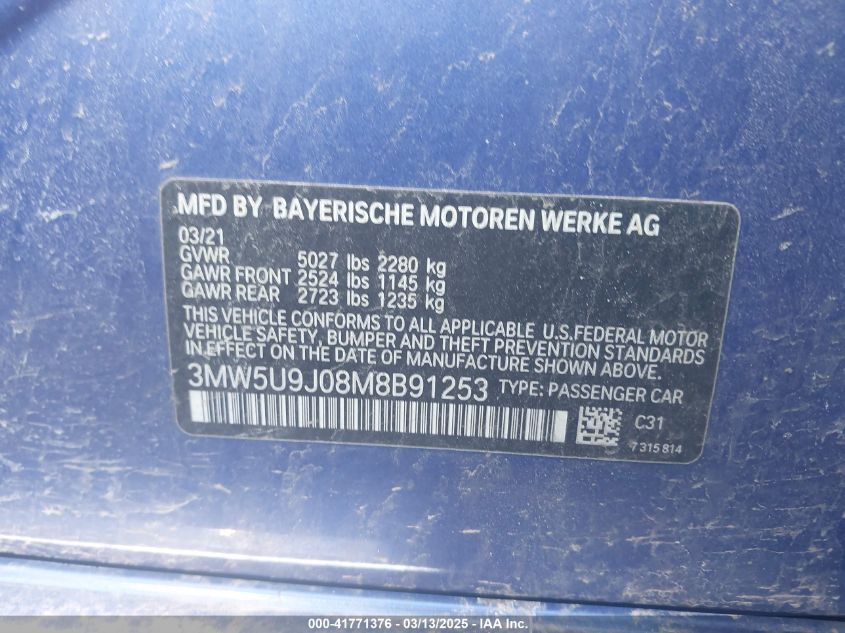 MFD BY BAYERISCHE MOTOREN WERKE AG
03/21
GVWR 5027 lbs 2280 kg
GAWR FRONT 2524 lbs 1145 kg
GAWR REAR 2723 lbs 1235 kg
THIS VEHICLE CONFORMS TO ALL APPLICABLE U.S.FEDERAL MOTOR
VEHICLE SAFETY, BUMPER AND THEFT PREVENTION STANDARDS
IN EFFECT ON THE DATE OF MANUFACTURE SHOWN ABOVE.
3MW5U9J08M8B91253 TYPE: PASSENGER CAR
C31
7315814
000-41771376 - 03/13/2025 - IAA Inc.